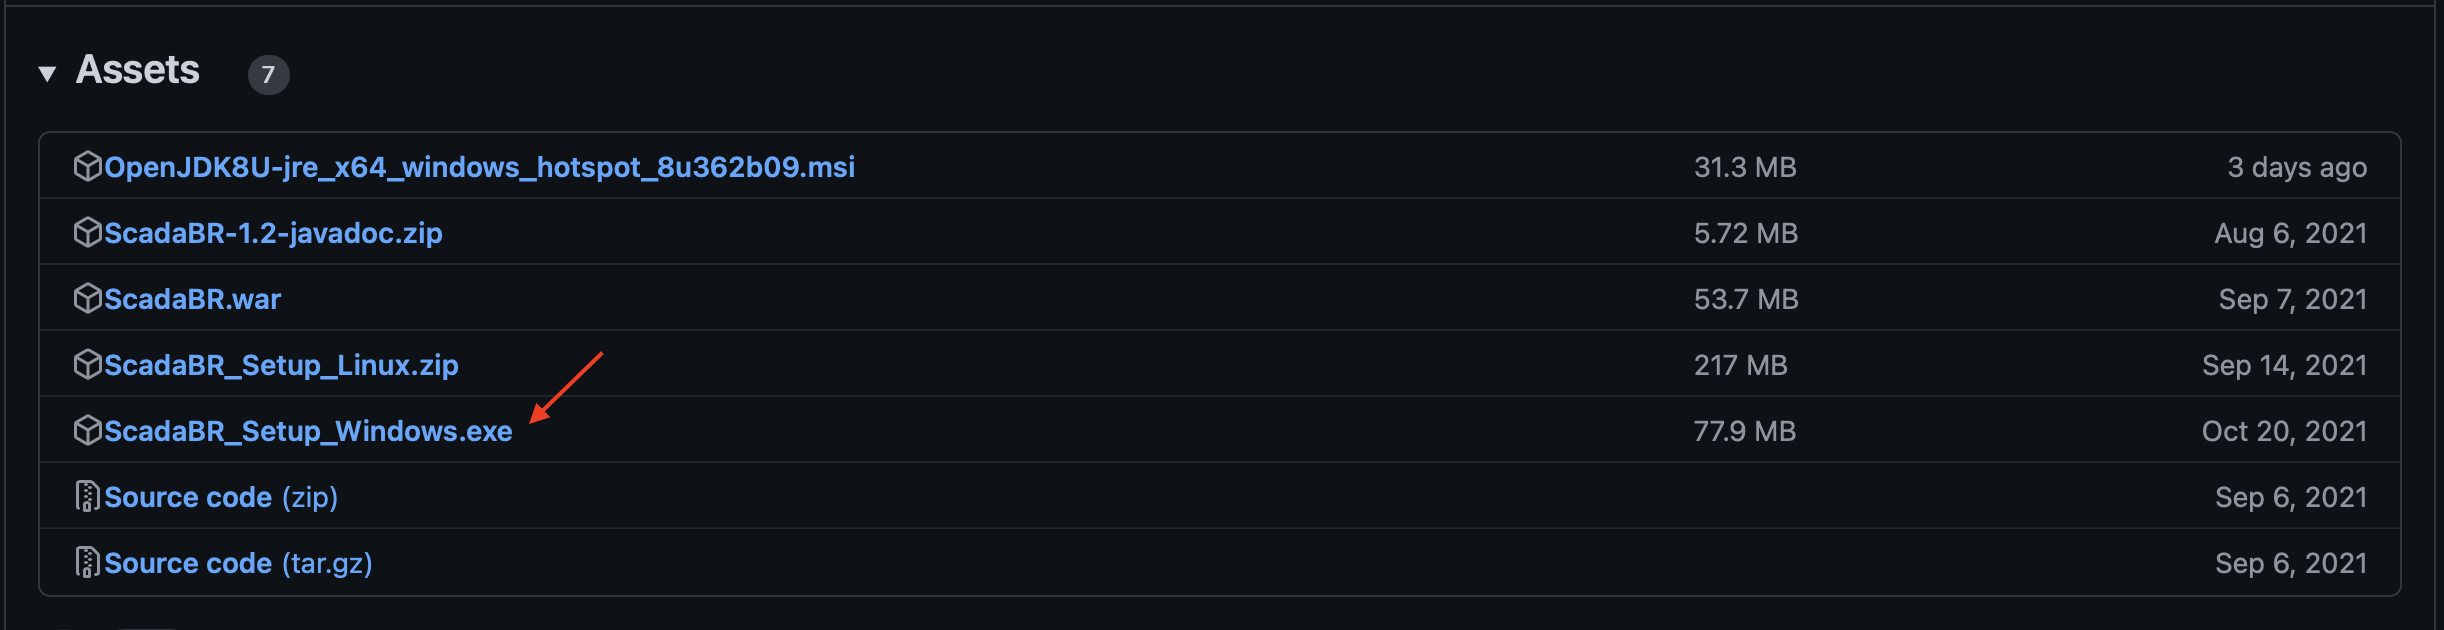 Assets 7
OpenJDK8U-jre_x64_windows_hotspot_8u362b09.msi 31.3 MB 3 days ago
ScadaBR-1.2-javadoc.zip 5.72 MB Aug 6, 2021
ScadaBR.war 53.7 MB Sep 7, 2021
ScadaBR_Setup_Linux.zip 217 MB Sep 14, 2021
ScadaBR_Setup_Windows.exe 77.9 MB Oct 20, 2021
Source code (zip) Sep 6, 2021
Source code (tar.gz) Sep 6, 2021